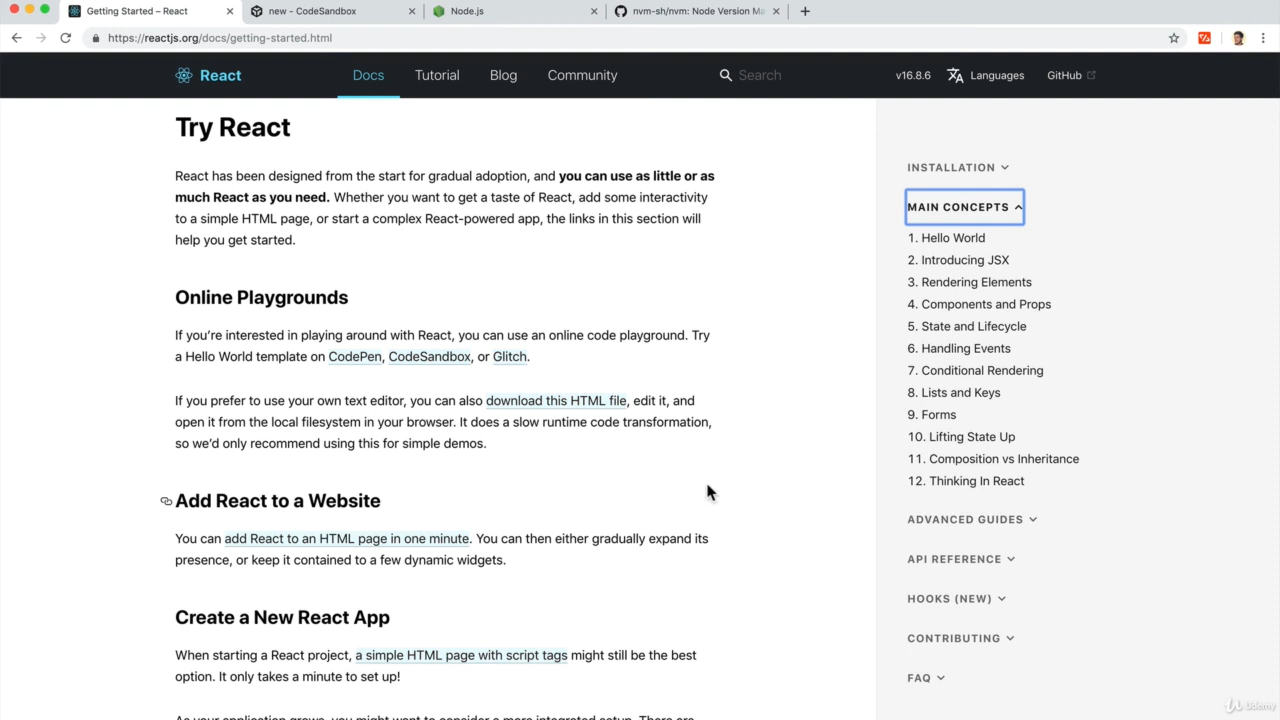 Getting Started – React
new - CodeSandbox
Node.js
nvm-sh/nvm: Node Version Ma
https://reactjs.org/docs/getting-started.html
React
Docs
Tutorial
Blog
Community
Search
v16.8.6
Languages
GitHub
Try React
React has been designed from the start for gradual adoption, and you can use as little or as
much React as you need. Whether you want to get a taste of React, add some interactivity
to a simple HTML page, or start a complex React-powered app, the links in this section will
help you get started.
Online Playgrounds
If you’re interested in playing around with React, you can use an online code playground. Try
a Hello World template on CodePen, CodeSandbox, or Glitch.
If you prefer to use your own text editor, you can also download this HTML file, edit it, and
open it from the local filesystem in your browser. It does a slow runtime code transformation,
so we’d only recommend using this for simple demos.
Add React to a Website
You can add React to an HTML page in one minute. You can then either gradually expand its
presence, or keep it contained to a few dynamic widgets.
Create a New React App
When starting a React project, a simple HTML page with script tags might still be the best
option. It only takes a minute to set up!
As your application grows, you might want to consider a more integrated setup. There are
INSTALLATION
MAIN CONCEPTS
1. Hello World
2. Introducing JSX
3. Rendering Elements
4. Components and Props
5. State and Lifecycle
6. Handling Events
7. Conditional Rendering
8. Lists and Keys
9. Forms
10. Lifting State Up
11. Composition vs Inheritance
12. Thinking In React
ADVANCED GUIDES
API REFERENCE
HOOKS (NEW)
CONTRIBUTING
FAQ
Udemy